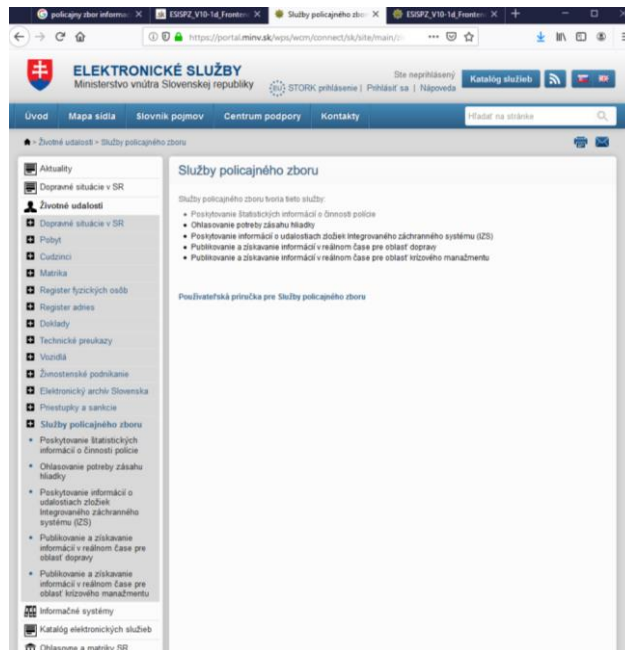 policajny zbor informac
ESISPZ_V10-1d_Fronten
Služby policajného zbo
ESISPZ_V10-1d_Fronten
https://portal.minv.sk/wps/wcm/connect/sk/site/main/
ELEKTRONICKÉ SLUŽBY
Ministerstvo vnútra Slovenskej republiky
(EU) STORK prihlásenie | Prihlásiť sa | Nápoveda
Ste neprihlásený
Katalóg služieb
Úvod Mapa sídla Slovník pojmov Centrum podpory Kontakty
Hľadať na stránke
> Životné udalosti > Služby policajného zboru
Aktuality
Dopravné situácie v SR
Životné udalosti
Dopravné situácie v SR
Pobyt
Cudzinci
Matrika
Register fyzických osôb
Register adries
Doklady
Technické preukazy
Vozidlá
Živnostenské podnikanie
Elektronický archív Slovenska
Priestupky a sankcie
Služby policajného zboru
• Poskytovanie štatistických
informácií o činnosti polície
• Ohlasovanie potreby zásahu
hliadky
• Poskytovanie informácií o
udalostiach zložiek
Integrovaného záchranného
systému (IZS)
• Publikovanie a získavanie
informácií v reálnom čase pre
oblasť dopravy
• Publikovanie a získavanie
informácií v reálnom čase pre
oblasť krízového manažmentu
Informačné systémy
Katalóg elektronických služieb
Ohlasovne a matriky SR
Služby policajného zboru
Služby policajného zboru tvoria tieto služby:
• Poskytovanie štatistických informácií o činnosti polície
• Ohlasovanie potreby zásahu hliadky
• Poskytovanie informácií o udalostiach zložiek Integrovaného záchranného systému (IZS)
• Publikovanie a získavanie informácií v reálnom čase pre oblasť dopravy
• Publikovanie a získavanie informácií v reálnom čase pre oblasť krízového manažmentu
Používateľská príručka pre Služby policajného zboru